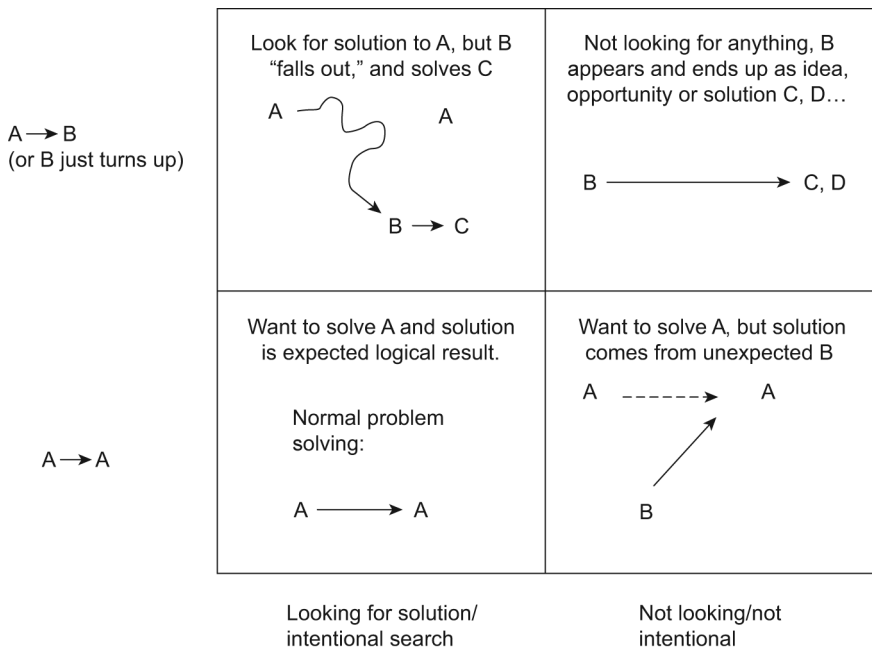 Look for solution to A, but B
“falls out,” and solves C
A
A
B
C
Not looking for anything, B
appears and ends up as idea,
opportunity or solution C, D…
B
C, D
A → B
(or B just turns up)
Want to solve A and solution
is expected logical result.
Normal problem
solving:
A
A
Want to solve A, but solution
comes from unexpected B
A
A
B
A → A
Looking for solution/
intentional search
Not looking/not
intentional